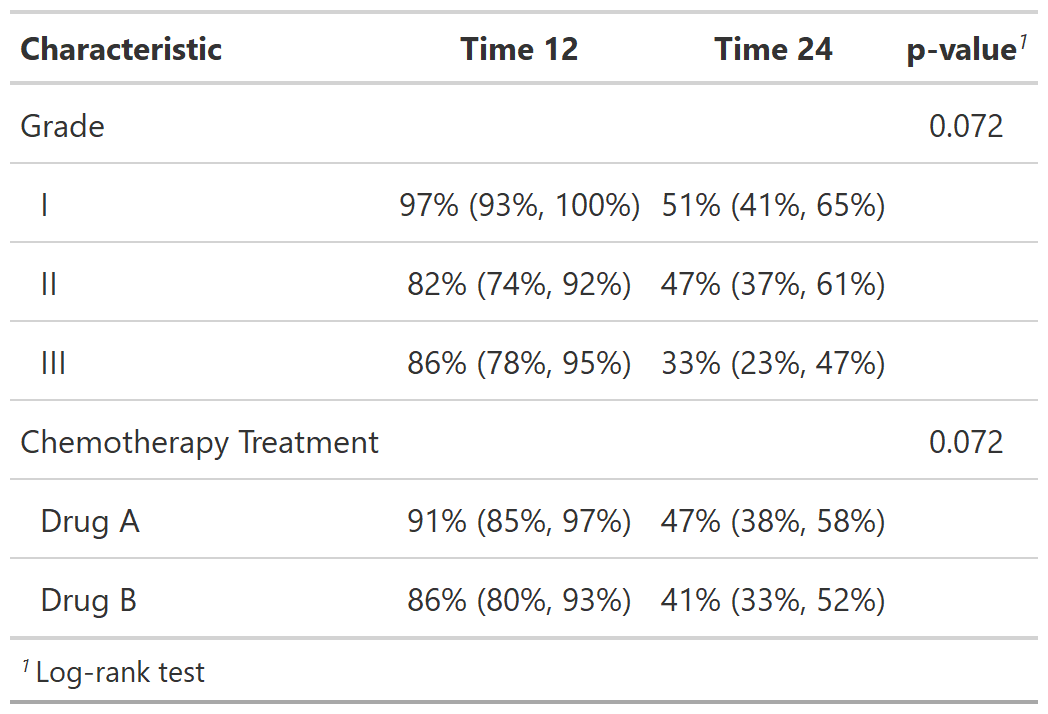 Characteristic Time 12 Time 24 p-value1
Grade 0.072
I 97% (93%, 100%) 51% (41%, 65%)
II 82% (74%, 92%) 47% (37%, 61%)
III 86% (78%, 95%) 33% (23%, 47%)
Chemotherapy Treatment 0.072
Drug A 91% (85%, 97%) 47% (38%, 58%)
Drug B 86% (80%, 93%) 41% (33%, 52%)
1 Log-rank test